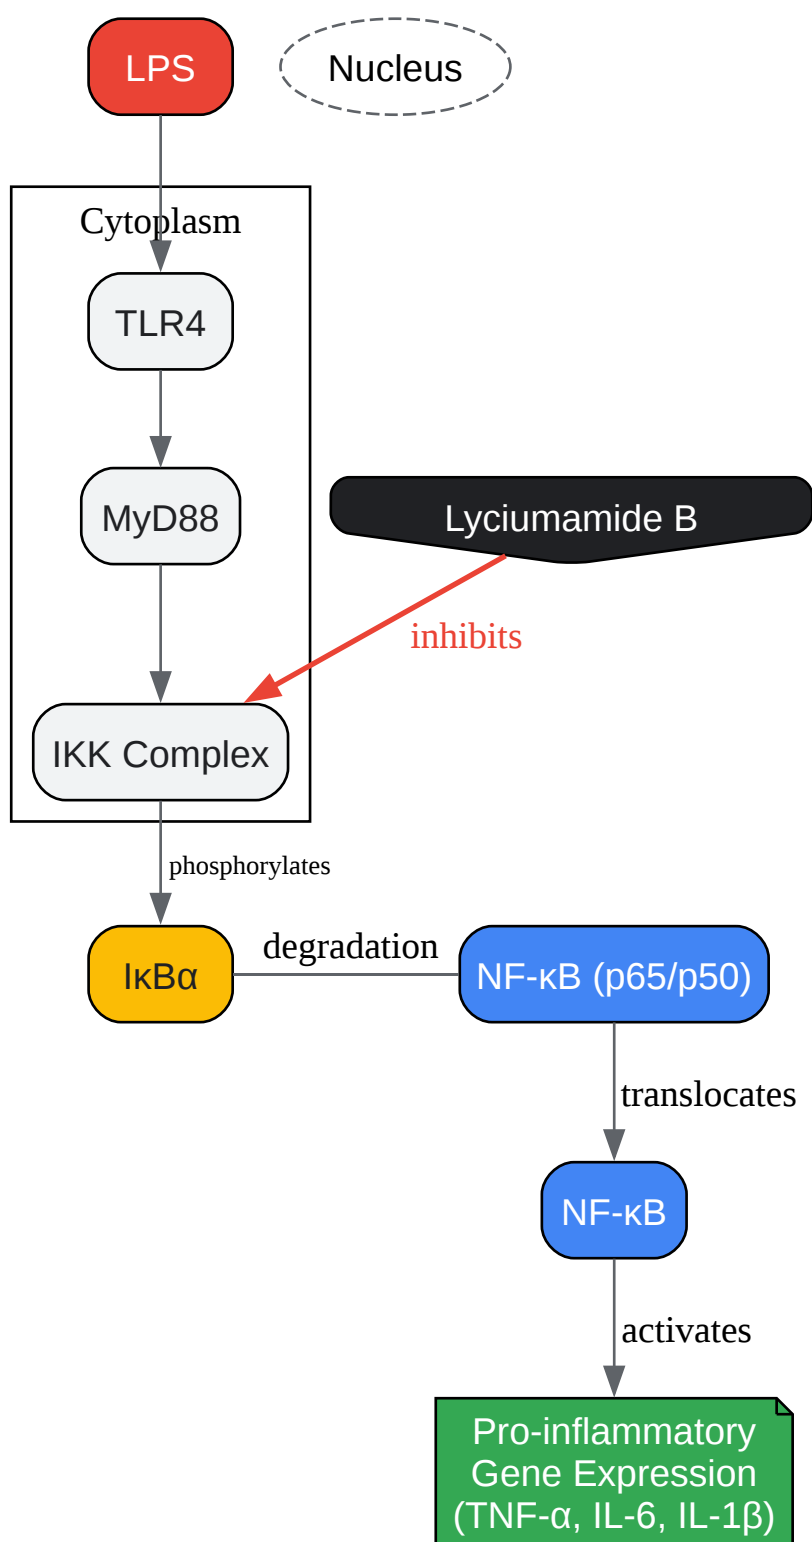 LPS
Nucleus
Cytoplasm
TLR4
MyD88
Lyciumamide B
inhibits
IKK Complex
phosphorylates
IκBα
degradation
NF-κB (p65/p50)
translocates
NF-κB
activates
Pro-inflammatory
Gene Expression
(TNF-α, IL-6, IL-1β)